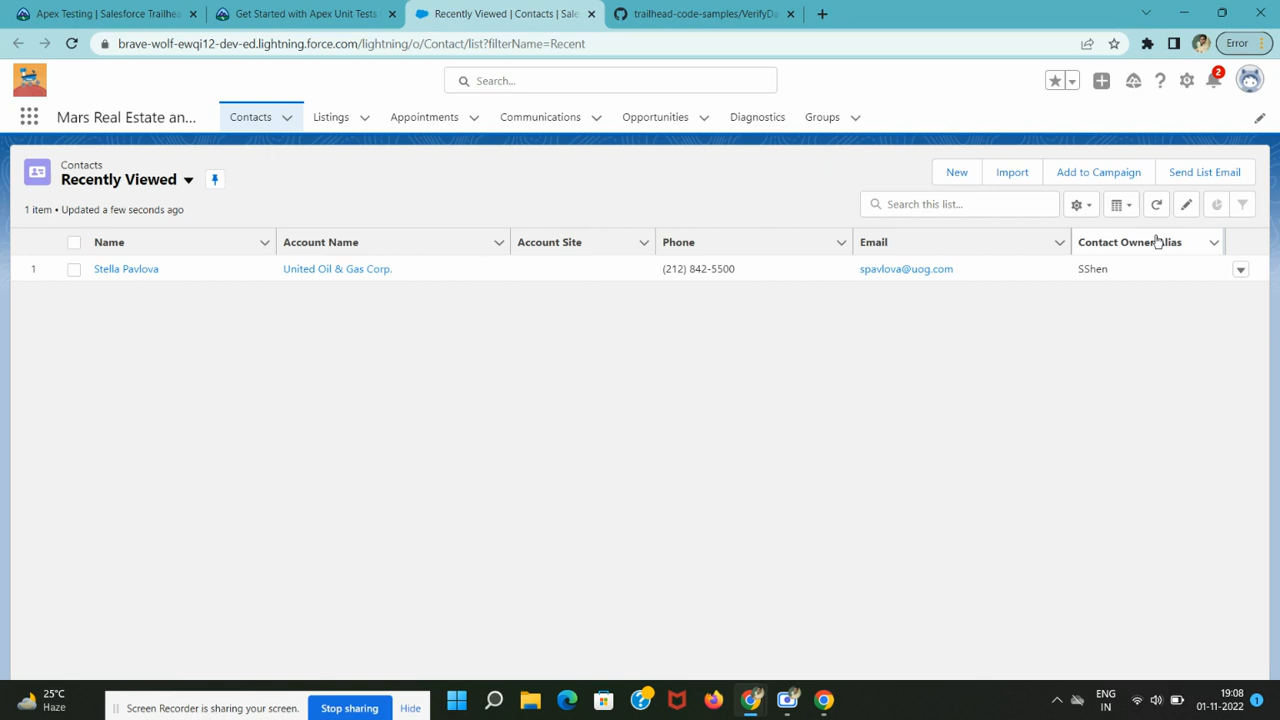 Apex Testing | Salesforce Trailhea
Get Started with Apex Unit Tests
Recently Viewed | Contacts | Sale
trailhead-code-samples/VerifyDa
brave-wolf-ewqi12-dev-ed.lightning.force.com/lightning/o/Contact/list?filterName=Recent
Error
Search...
2
Mars Real Estate an...
Contacts
Listings
Appointments
Communications
Opportunities
Diagnostics
Groups
Contacts
Recently Viewed
New
Import
Add to Campaign
Send List Email
1 item • Updated a few seconds ago
Search this list...
Name
Account Name
Account Site
Phone
Email
Contact Owner Alias
1
Stella Pavlova
United Oil & Gas Corp.
(212) 842-5500
spavlova@uog.com
SShen
25°C
Haze
Screen Recorder is sharing your screen.
Stop sharing
Hide
ENG
IN
19:08
01-11-2022
1